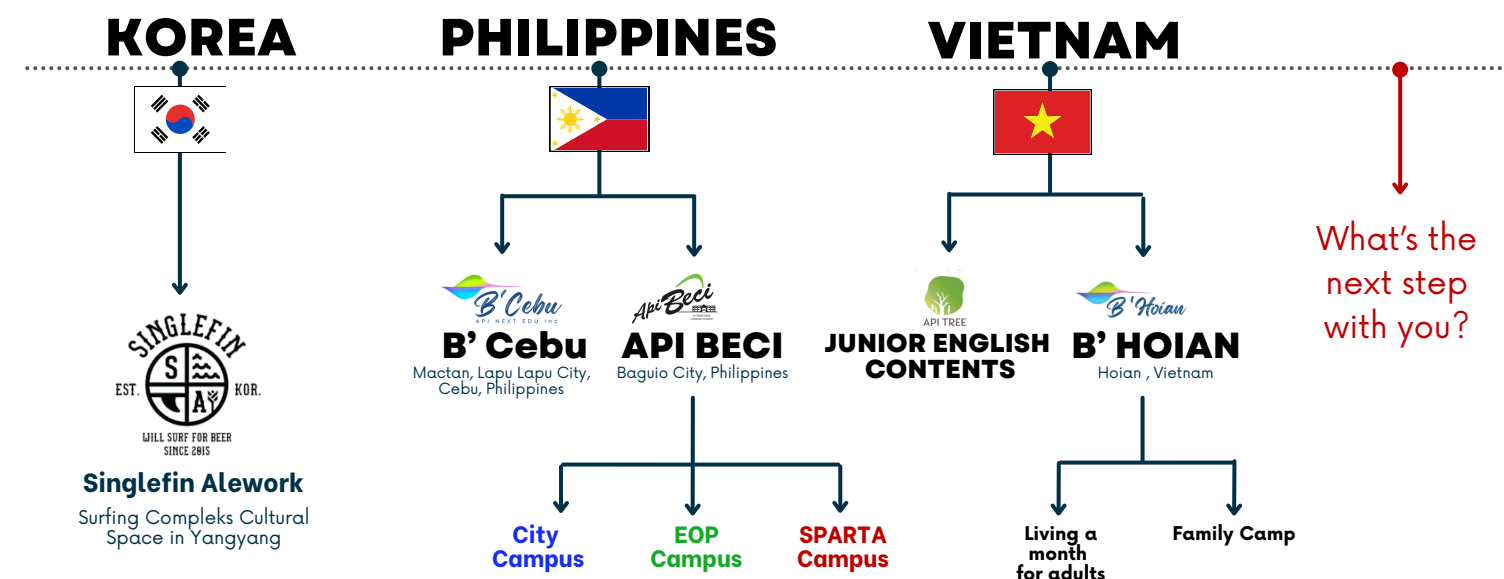 KOREA
PHILIPPINES
VIETNAM
SINGLEFIN
S
A
EST.
KOR.
WILL SURF FOR BEER
SINCE 2015
Singlefin Alework
Surfing Compleks Cultural
Space in Yangyang
B'Cebu
API NEXT EDU.inc
B’ Cebu
Mactan, Lapu Lapu City,
Cebu, Philippines
Api Beci
API BECI
Baguio City, Philippines
City
Campus
EOP
Campus
SPARTA
Campus
API TREE
JUNIOR ENGLISH
CONTENTS
B'Hoian
B’ HOIAN
Hoian , Vietnam
Living a
month
for adults
Family Camp
What’s the
next step
with you?